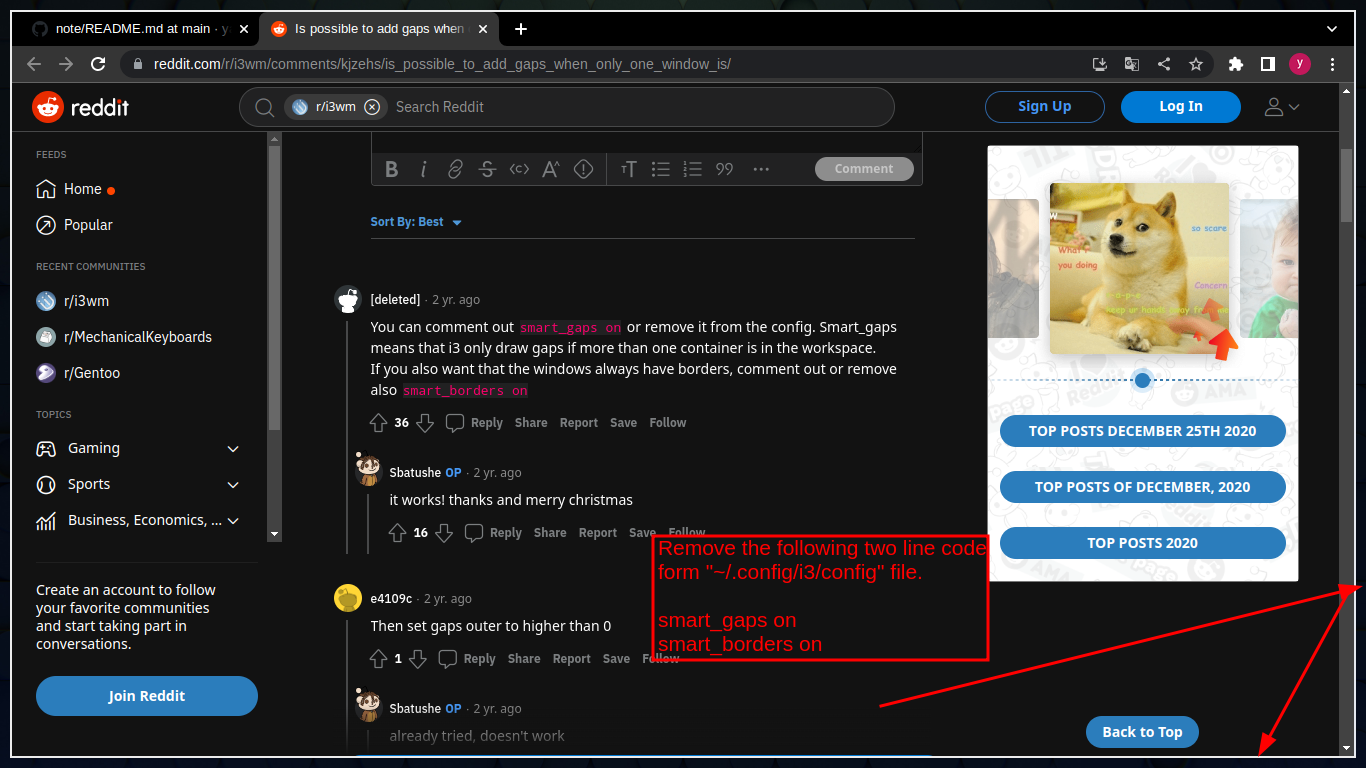 note/README.md at main · y
Is possible to add gaps when
reddit.com/r/i3wm/comments/kjzehs/is_possible_to_add_gaps_when_only_one_window_is/
y
reddit
r/i3wm
Search Reddit
Sign Up
Log In
FEEDS
Home
Popular
RECENT COMMUNITIES
r/i3wm
r/MechanicalKeyboards
r/Gentoo
TOPICS
Gaming
Sports
Business, Economics, ...
Create an account to follow
your favorite communities
and start taking part in
conversations.
Join Reddit
Comment
Sort By: Best
[deleted] · 2 yr. ago
You can comment out smart_gaps on or remove it from the config. Smart_gaps
means that i3 only draw gaps if more than one container is in the workspace.
If you also want that the windows always have borders, comment out or remove
also smart_borders on
36 Reply Share Report Save Follow
Sbatushe OP · 2 yr. ago
it works! thanks and merry christmas
16 Reply Share Report Save Follow
e4109c · 2 yr. ago
Then set gaps outer to higher than 0
1 Reply Share Report Save Follow
Sbatushe OP · 2 yr. ago
already tried, doesn't work
Remove the following two line code
form "~/.config/i3/config" file.
smart_gaps on
smart_borders on
so scare
you doing
Concern
TOP POSTS DECEMBER 25TH 2020
TOP POSTS OF DECEMBER, 2020
TOP POSTS 2020
Back to Top